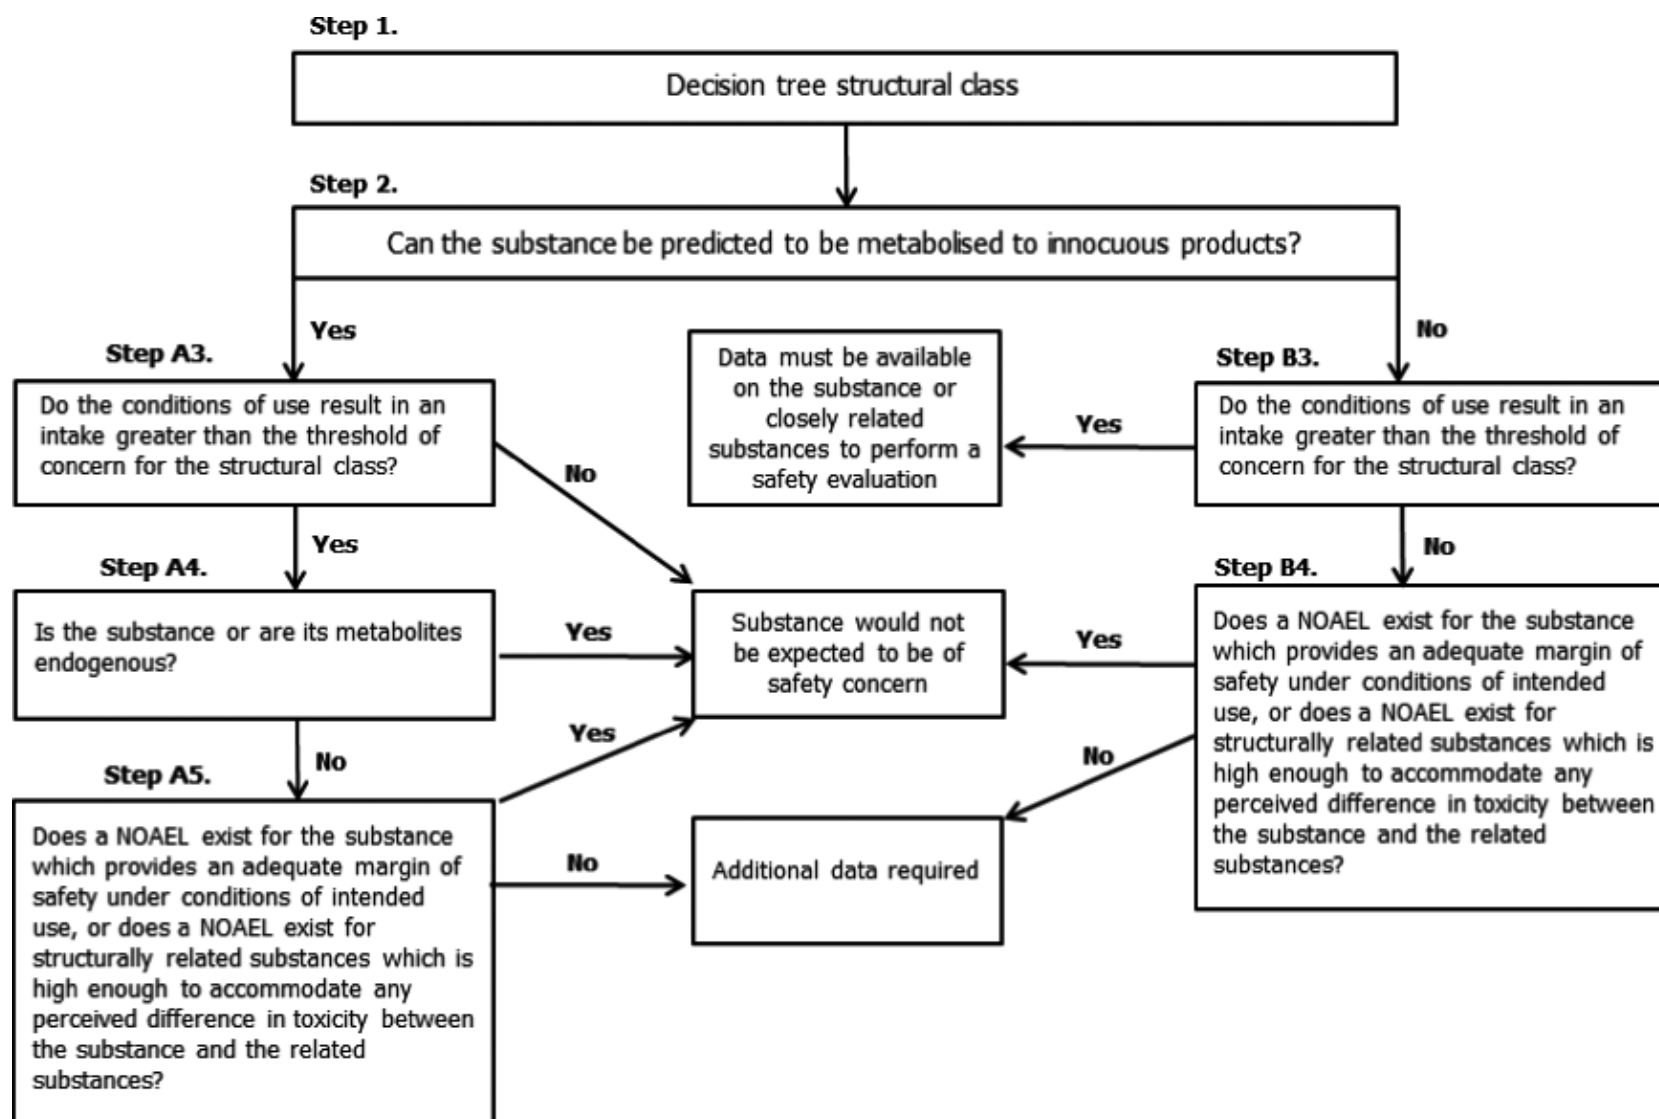 Step 1.
Decision tree structural class
Step 2.
Can the substance be predicted to be metabolised to innocuous products?
Yes
No
Step A3.
Do the conditions of use result in an
intake greater than the threshold of
concern for the structural class?
No
Yes
Data must be available
on the substance or
closely related
substances to perform a
safety evaluation
Yes
Step B3.
Do the conditions of use result in an
intake greater than the threshold of
concern for the structural class?
No
Step A4.
Is the substance or are its metabolites
endogenous?
Yes
No
Substance would not
be expected to be of
safety concern
Yes
Step B4.
Does a NOAEL exist for the substance
which provides an adequate margin of
safety under conditions of intended
use, or does a NOAEL exist for
structurally related substances which is
high enough to accommodate any
perceived difference in toxicity between
the substance and the related
substances?
No
Step A5.
Does a NOAEL exist for the substance
which provides an adequate margin of
safety under conditions of intended
use, or does a NOAEL exist for
structurally related substances which is
high enough to accommodate any
perceived difference in toxicity between
the substance and the related
substances?
Yes
No
Additional data required